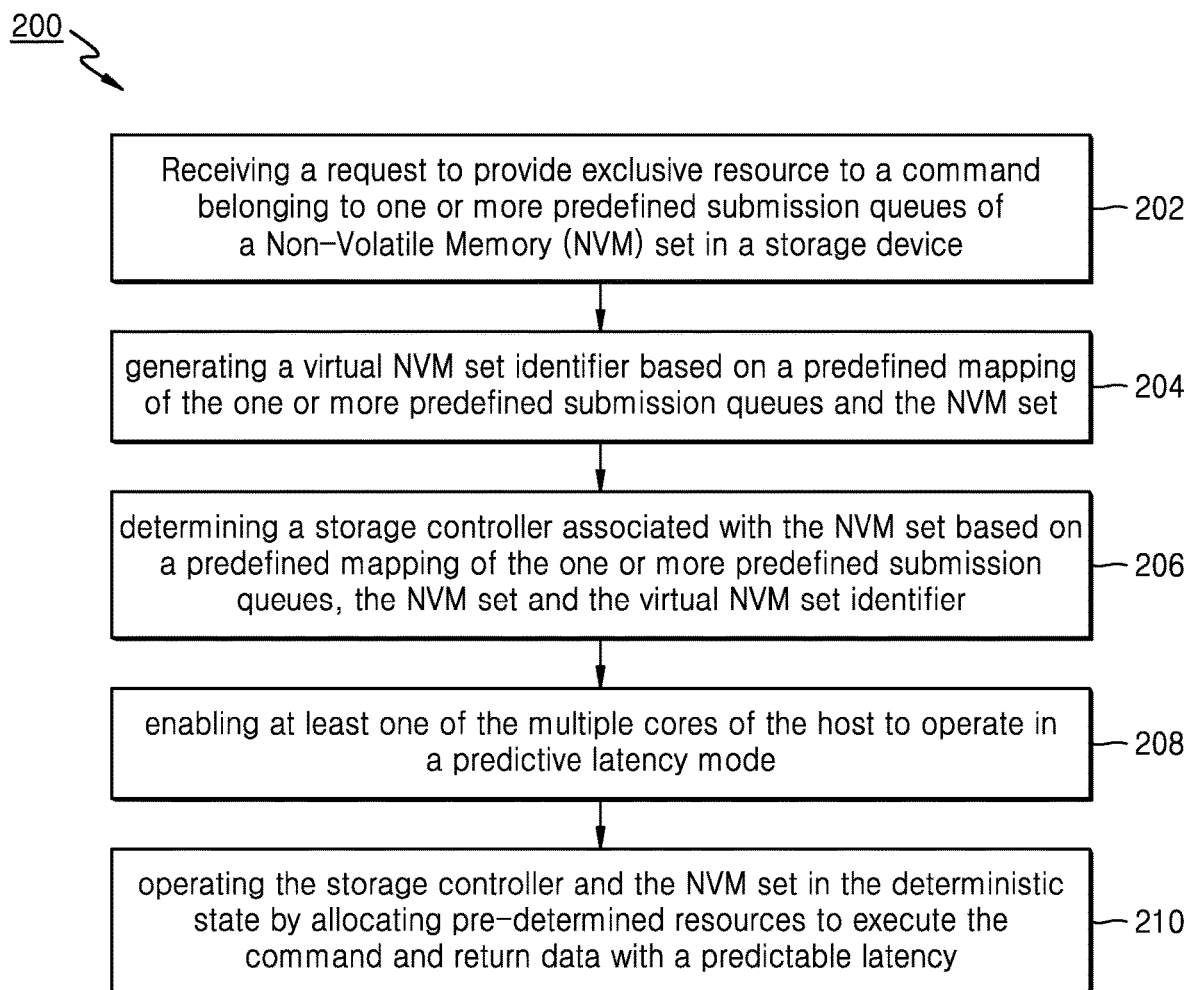 200
Receiving a request to provide exclusive resource to a command
belonging to one or more predefined submission queues of
a Non-Volatile Memory (NVM) set in a storage device
202
generating a virtual NVM set identifier based on a predefined mapping
of the one or more predefined submission queues and the NVM set
204
determining a storage controller associated with the NVM set based on
a predefined mapping of the one or more predefined submission
queues, the NVM set and the virtual NVM set identifier
206
enabling at least one of the multiple cores of the host to operate in
a predictive latency mode
208
operating the storage controller and the NVM set in the deterministic
state by allocating pre-determined resources to execute the
command and return data with a predictable latency
210